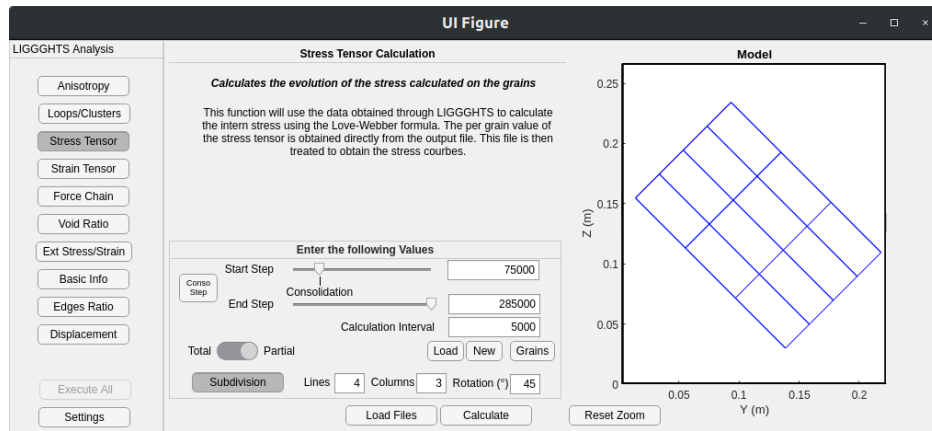 UI Figure
LIGGGHTS Analysis
Anisotropy
Loops/Clusters
Stress Tensor
Strain Tensor
Force Chain
Void Ratio
Ext Stress/Strain
Basic Info
Edges Ratio
Displacement
Execute All
Settings
Stress Tensor Calculation
Calculates the evolution of the stress calculated on the grains
This function will use the data obtained through LIGGGHTS to calculate
the intern stress using the Love-Webber formula. The per grain value of
the stress tensor is obtained directly from the output file. This file is then
treated to obtain the stress courbes.
Enter the following Values
Conso
Step
Start Step
75000
Consolidation
End Step
285000
Calculation Interval
5000
Total
Partial
Load
New
Grains
Subdivision
Lines
4
Columns
3
Rotation (°)
45
Load Files
Calculate
Reset Zoom
Model
0.25
0.2
0.15
0.1
0.05
0
Z (m)
0.05
0.1
0.15
0.2
Y (m)